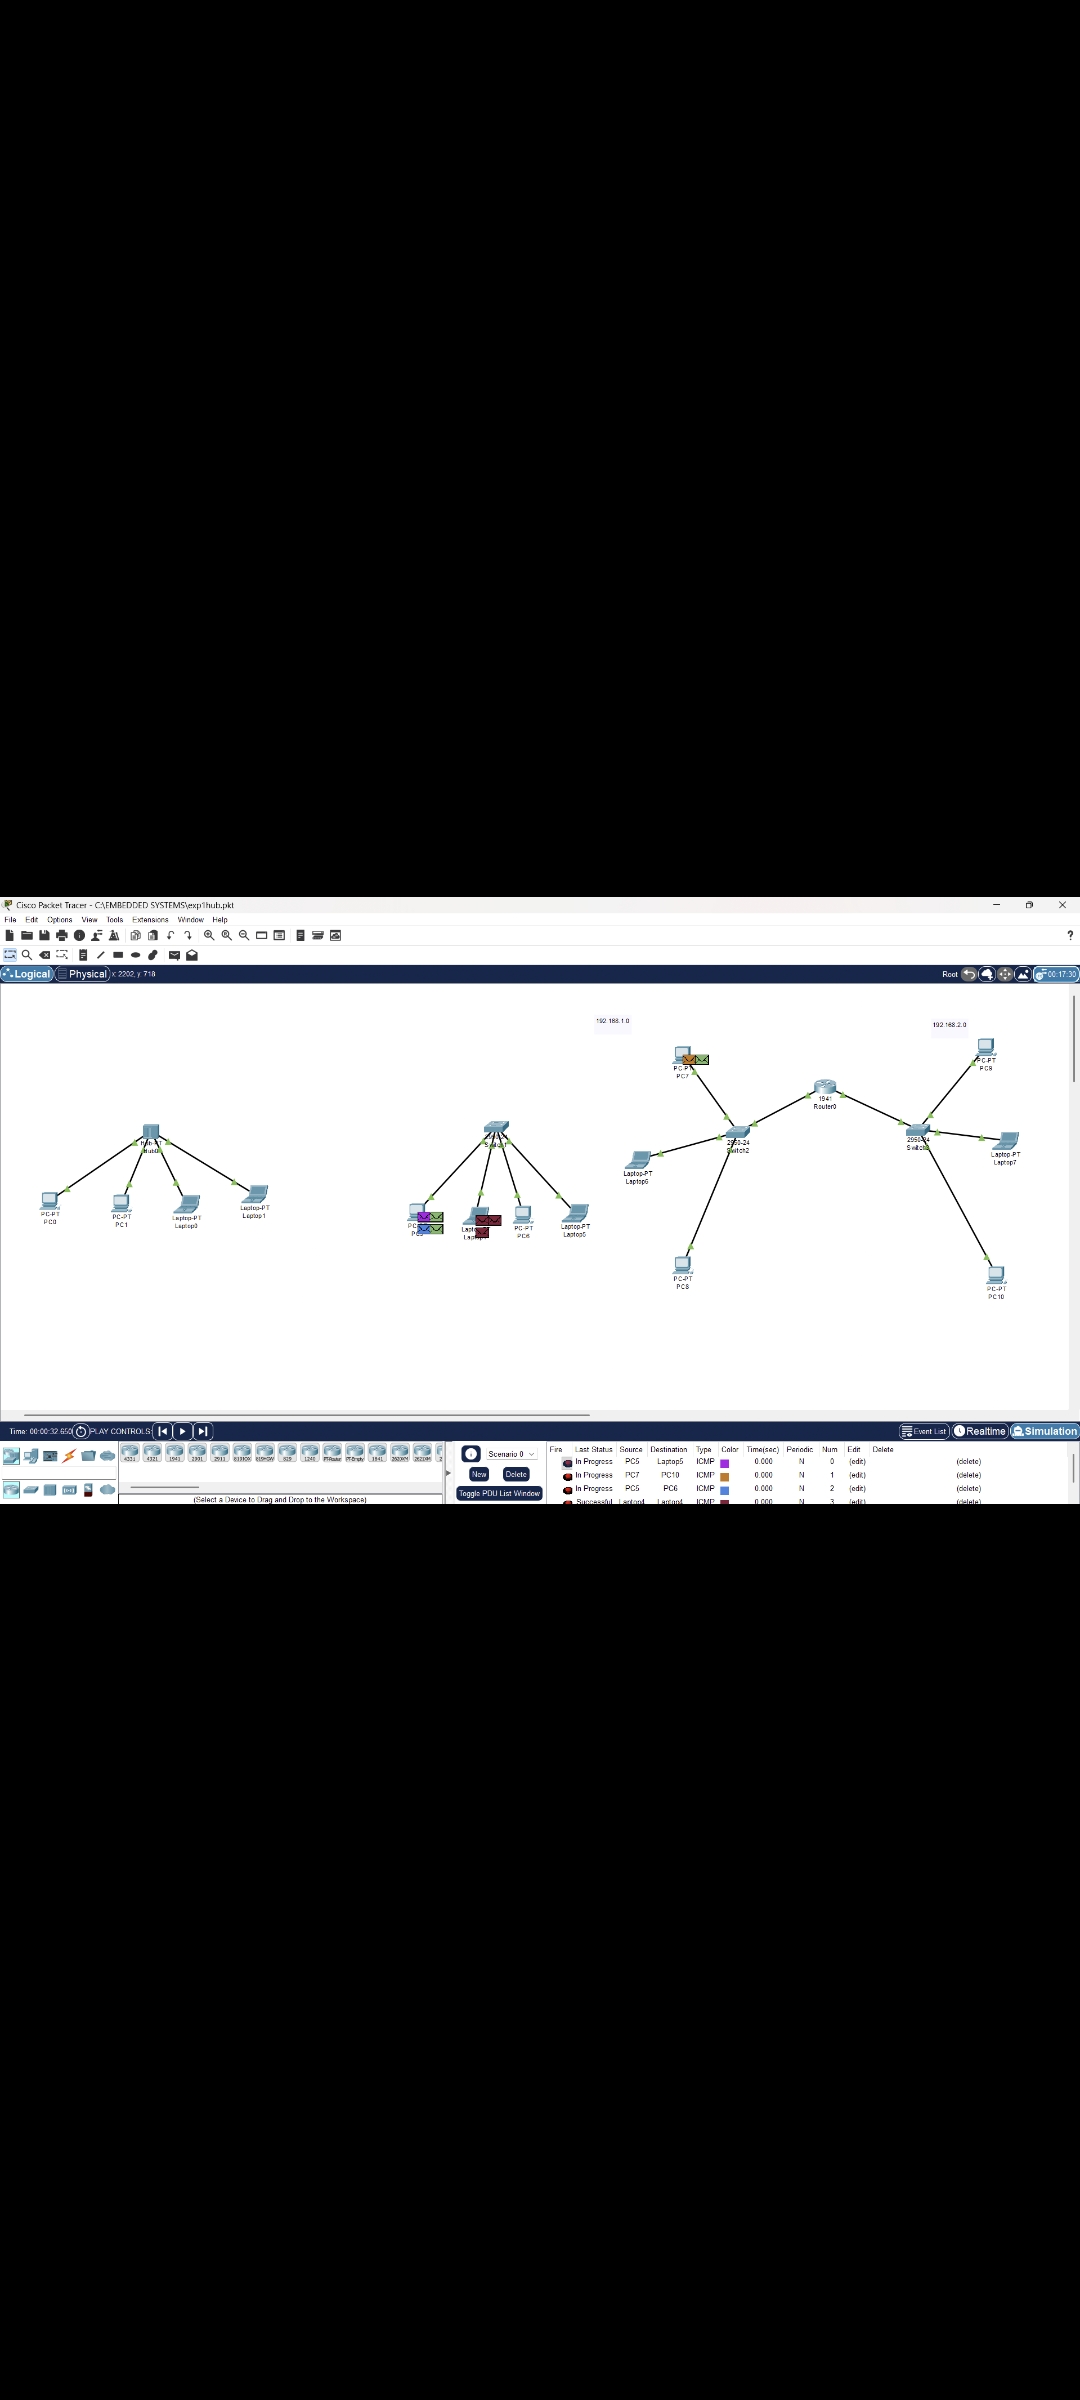 Cisco Packet Tracer - C:\EMBEDDED SYSTEMS\exp1hub.pkt
File Edit Options View Tools Extensions Window Help
?
Logical Physical x: 2202, y: 718 Root 00:17:30
192.168.1.0
192.168.2.0
PC-PT
PC7
PC-PT
PC9
1941
Router0
Hub-PT
Hub0
2950-24
Switch2
2950-24
Laptop-PT
Laptop7
Laptop-PT
Laptop6
PC-PT
PC0
PC-PT
PC1
Laptop-PT
Laptop0
Laptop-PT
Laptop1
PC-PT
PC6
Laptop-PT
Laptop5
PC-PT
PC8
PC-PT
PC10
Time: 00:00:32.650 PLAY CONTROLS: Event List Realtime Simulation
4331 4321 1941 2901 2911 819HGW 829 1240 PT-Router PT-Empty 1841 2620XM 2621XM
(Select a Device to Drag and Drop to the Workspace)
Scenario 0
New Delete
Toggle PDU List Window
Fire Last Status Source Destination Type Color Time(sec) Periodic Num Edit Delete
In Progress PC5 Laptop5 ICMP 0.000 N 0 (edit) (delete)
In Progress PC7 PC10 ICMP 0.000 N 1 (edit) (delete)
In Progress PC5 PC6 ICMP 0.000 N 2 (edit) (delete)
Successful Laptop4 Laptop4 ICMP 0.000 N 3 (edit) (delete)